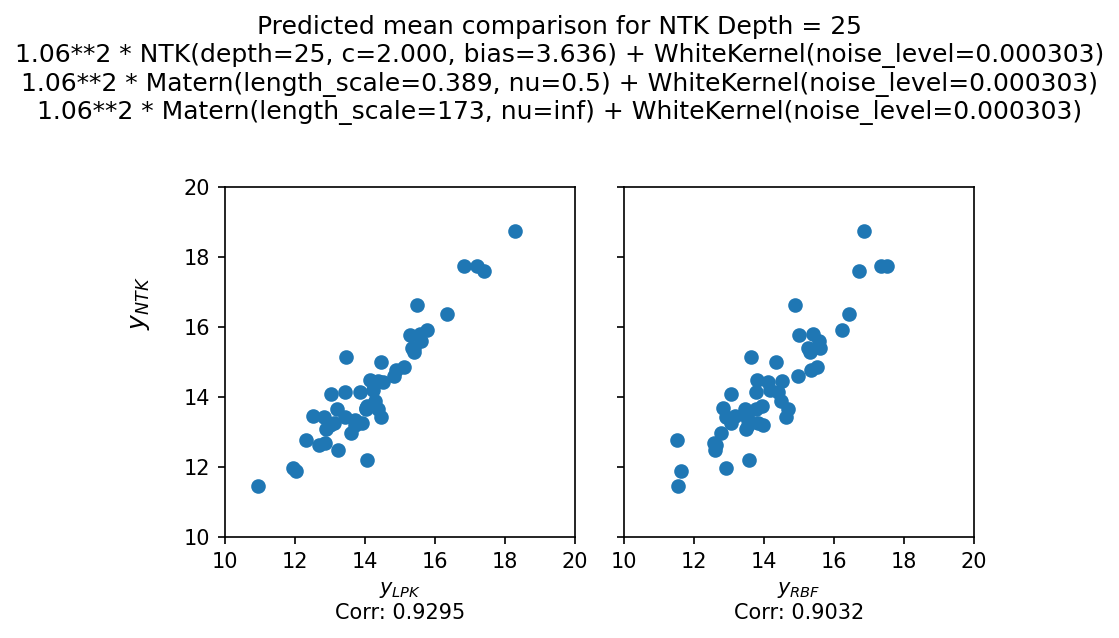 Predicted mean comparison for NTK Depth = 25
1.06**2 * NTK(depth=25, c=2.000, bias=3.636) + WhiteKernel(noise_level=0.000303)
1.06**2 * Matern(length_scale=0.389, nu=0.5) + WhiteKernel(noise_level=0.000303)
1.06**2 * Matern(length_scale=173, nu=inf) + WhiteKernel(noise_level=0.000303)
20
18
16
14
12
10
y_NTK
10 12 14 16 18 20
10 12 14 16 18 20
y_LPK
y_RBF
Corr: 0.9295
Corr: 0.9032